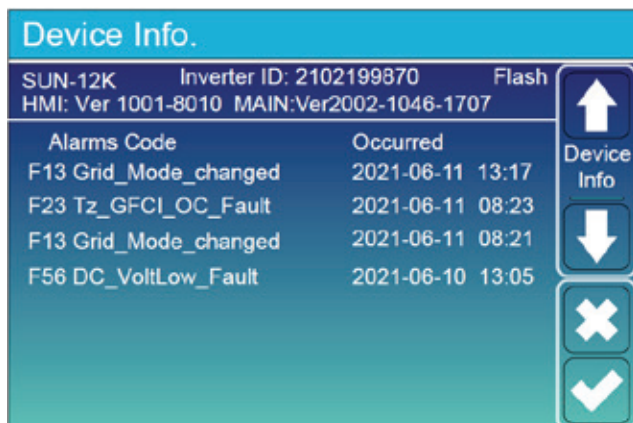 Device Info.
SUN-12K Inverter ID: 2102199870 Flash
HMI: Ver 1001-8010 MAIN:Ver2002-1046-1707
Alarms Code Occurred
F13 Grid_Mode_changed 2021-06-11 13:17
F23 Tz_GFCI_OC_Fault 2021-06-11 08:23
F13 Grid_Mode_changed 2021-06-11 08:21
F56 DC_VoltLow_Fault 2021-06-10 13:05
Device
Info